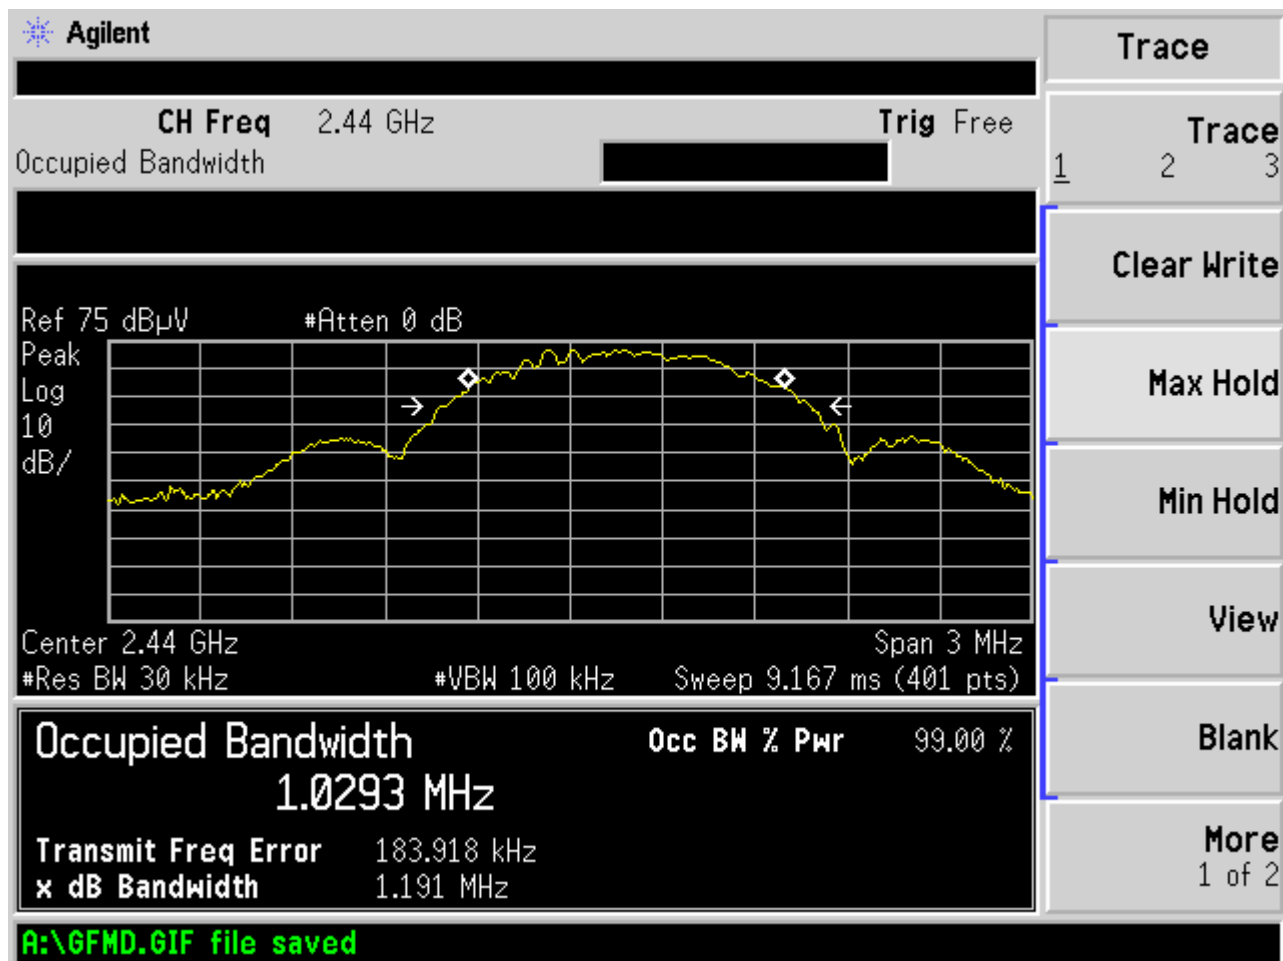 Agilent
CH Freq 2.44 GHz Trig Free
Occupied Bandwidth
Ref 75 dBµV #Atten 0 dB
Peak
Log
10
dB/
Center 2.44 GHz Span 3 MHz
#Res BW 30 kHz #VBW 100 kHz Sweep 9.167 ms (401 pts)
Occupied Bandwidth Occ BW % Pwr 99.00 %
1.0293 MHz
Transmit Freq Error 183.918 kHz
x dB Bandwidth 1.191 MHz
A:\GFMD.GIF file saved
Trace
Trace
1 2 3
Clear Write
Max Hold
Min Hold
View
Blank
More
1 of 2